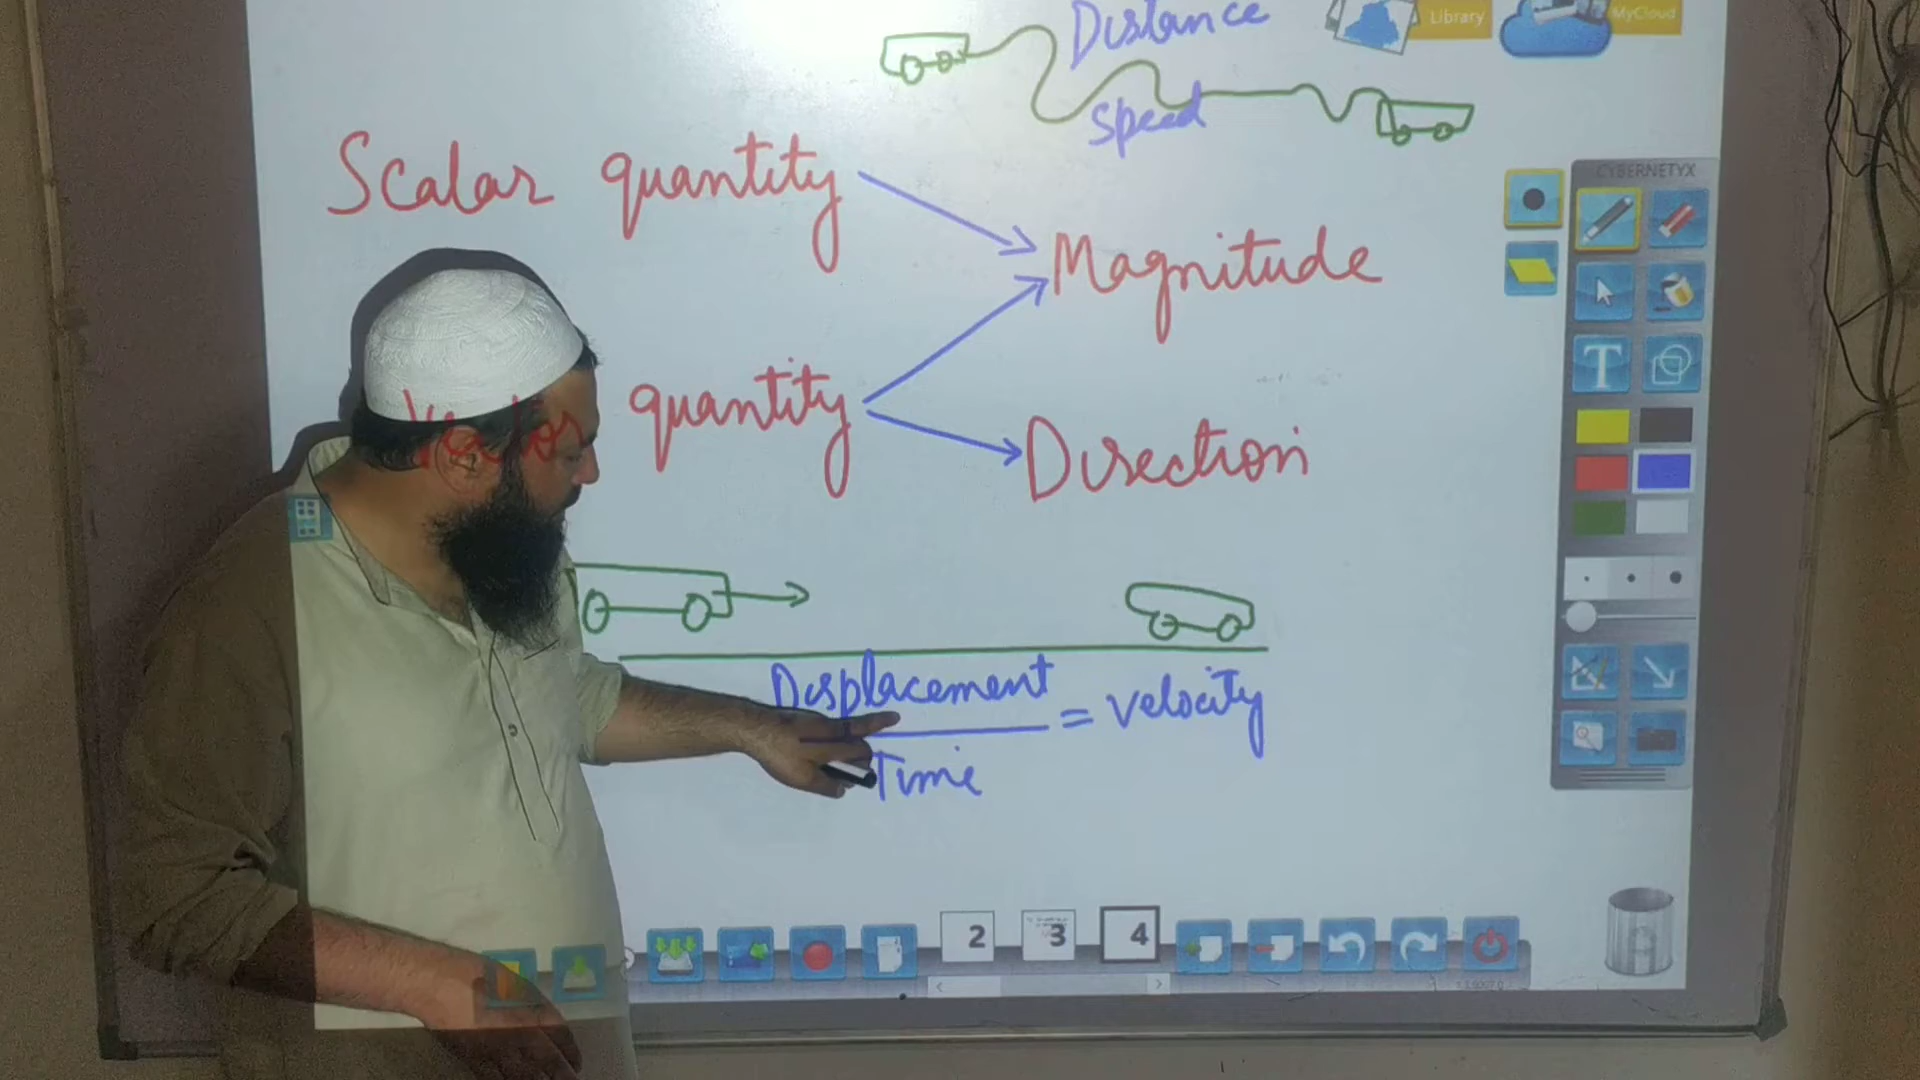 Distance
Library
MyCloud
Speed
Scalar quantity
Magnitude
CYBERNETYX
Vector quantity
Direction
T
Displacement
= velocity
Time
2
3
4